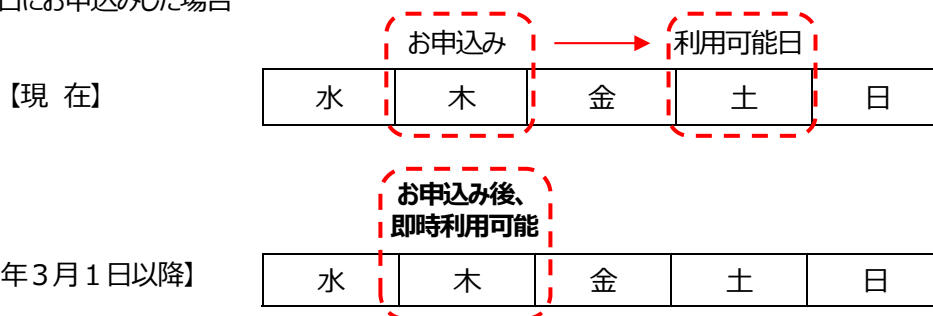 日にお申込みした場合
お申込み 利用可能日
【現 在】 水 木 金 土 日
お申込み後、
即時利用可能
年３月１日以降】 水 木 金 土 日